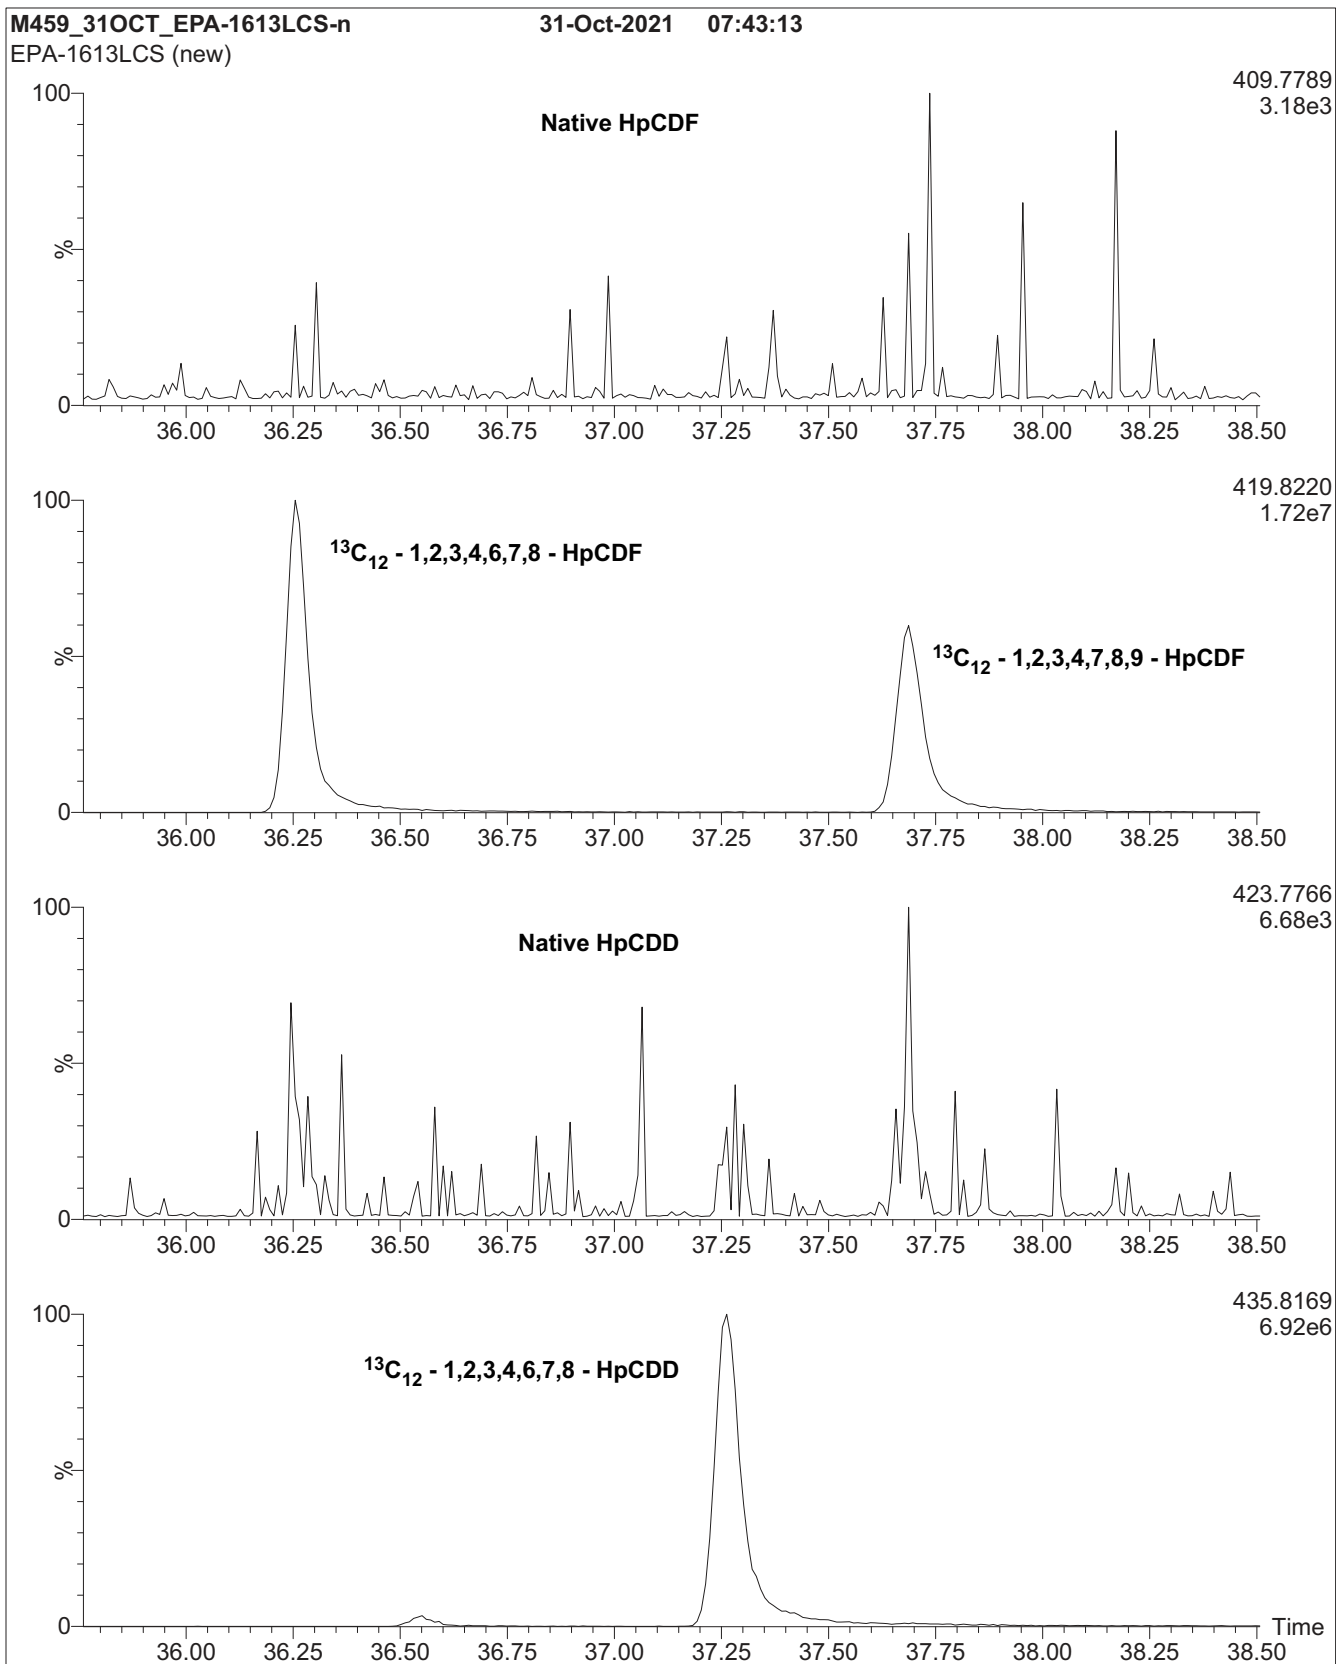 M459_31OCT_EPA-1613LCS-n 31-Oct-2021 07:43:13
EPA-1613LCS (new)
409.7789
3.18e3
100
Native HpCDF
%
0
36.00 36.25 36.50 36.75 37.00 37.25 37.50 37.75 38.00 38.25 38.50
419.8220
1.72e7
100
¹³C₁₂ - 1,2,3,4,6,7,8 - HpCDF
¹³C₁₂ - 1,2,3,4,7,8,9 - HpCDF
%
0
36.00 36.25 36.50 36.75 37.00 37.25 37.50 37.75 38.00 38.25 38.50
423.7766
6.68e3
100
Native HpCDD
%
0
36.00 36.25 36.50 36.75 37.00 37.25 37.50 37.75 38.00 38.25 38.50
435.8169
6.92e6
100
¹³C₁₂ - 1,2,3,4,6,7,8 - HpCDD
%
0
Time
36.00 36.25 36.50 36.75 37.00 37.25 37.50 37.75 38.00 38.25 38.50